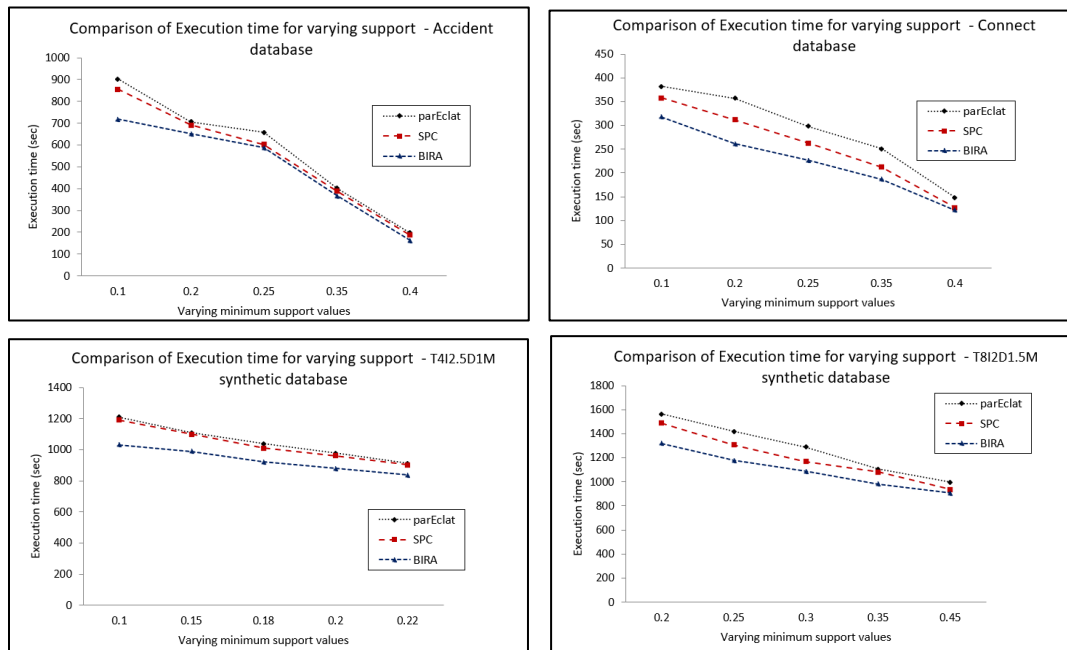 Comparison of Execution time for varying support - Accident
database
1000
900
800
700
600
500
400
300
200
100
0
Execution time (sec)
parEclat
SPC
BIRA
0.1 0.2 0.25 0.35 0.4
Varying minimum support values
Comparison of Execution time for varying support - Connect
database
450
400
350
300
250
200
150
100
50
0
Execution time (sec)
parEclat
SPC
BIRA
0.1 0.2 0.25 0.35 0.4
Varying minimum support values
Comparison of Execution time for varying support - T4I2.5D1M
synthetic database
1400
1200
1000
800
600
400
200
0
Execution time (sec)
parEclat
SPC
BIRA
0.1 0.15 0.18 0.2 0.22
Varying minimum support values
Comparison of Execution time for varying support - T8I2D1.5M
synthetic database
1800
1600
1400
1200
1000
800
600
400
200
0
Execution time (sec)
parEclat
SPC
BIRA
0.2 0.25 0.3 0.35 0.45
Varying minimum support values